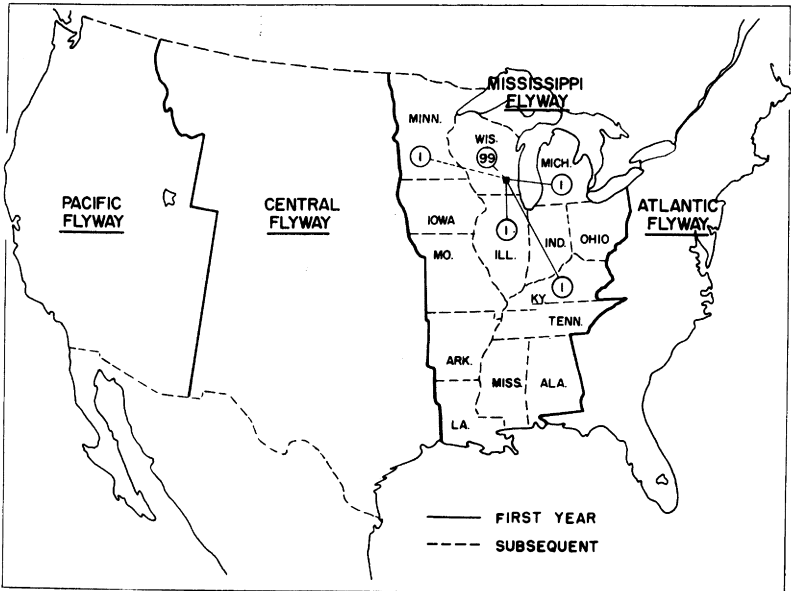 MISSISSIPPI
FLYWAY
MINN.
WIS.
99
MICH.
1
1
PACIFIC
FLYWAY
CENTRAL
FLYWAY
ATLANTIC
FLYWAY
IOWA
1
IND.
OHIO
MO.
ILL.
1
KY.
TENN.
ARK.
MISS.
ALA.
LA.
FIRST YEAR
SUBSEQUENT